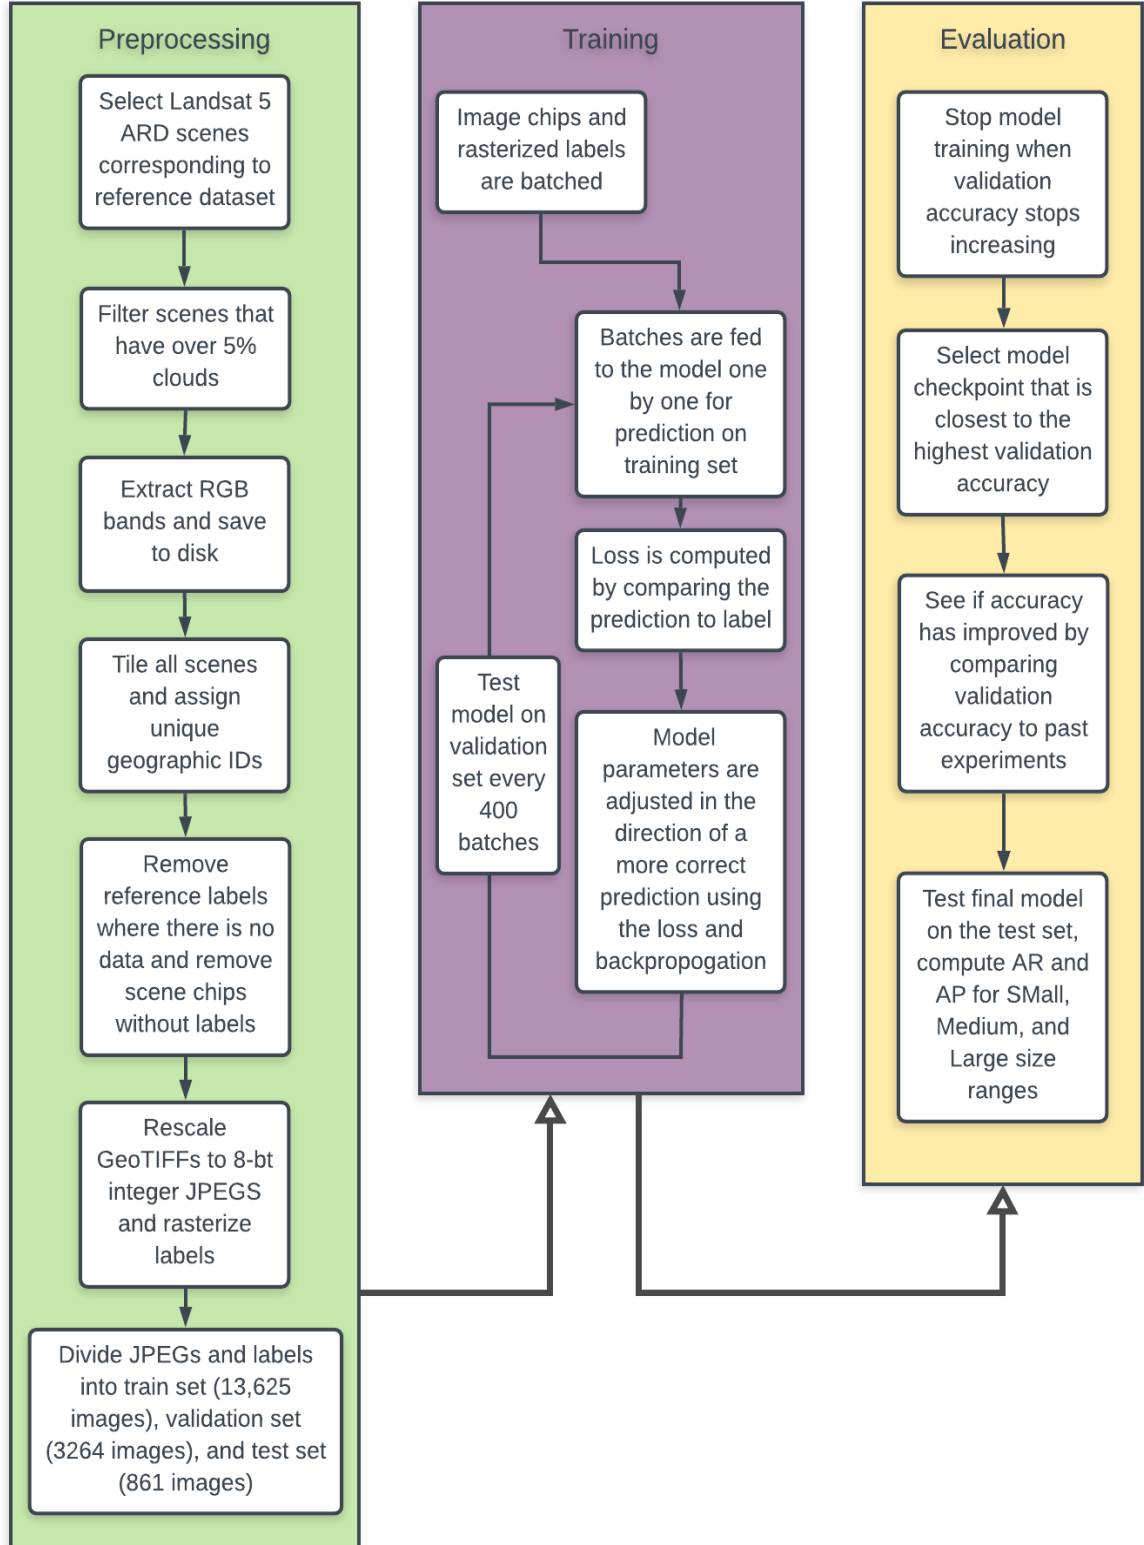 Preprocessing
Select Landsat 5
ARD scenes
corresponding to
reference dataset
Filter scenes that
have over 5%
clouds
Extract RGB
bands and save
to disk
Tile all scenes
and assign
unique
geographic IDs
Remove
reference labels
where there is no
data and remove
scene chips
without labels
Rescale
GeoTIFFs to 8-bt
integer JPEGS
and rasterize
labels
Divide JPEGs and labels
into train set (13,625
images), validation set
(3264 images), and test set
(861 images)
Training
Image chips and
rasterized labels
are batched
Batches are fed
to the model one
by one for
prediction on
training set
Loss is computed
by comparing the
prediction to label
Model
parameters are
adjusted in the
direction of a
more correct
prediction using
the loss and
backpropogation
Test
model on
validation
set every
400
batches
Evaluation
Stop model
training when
validation
accuracy stops
increasing
Select model
checkpoint that is
closest to the
highest validation
accuracy
See if accuracy
has improved by
comparing
validation
accuracy to past
experiments
Test final model
on the test set,
compute AR and
AP for SMall,
Medium, and
Large size
ranges